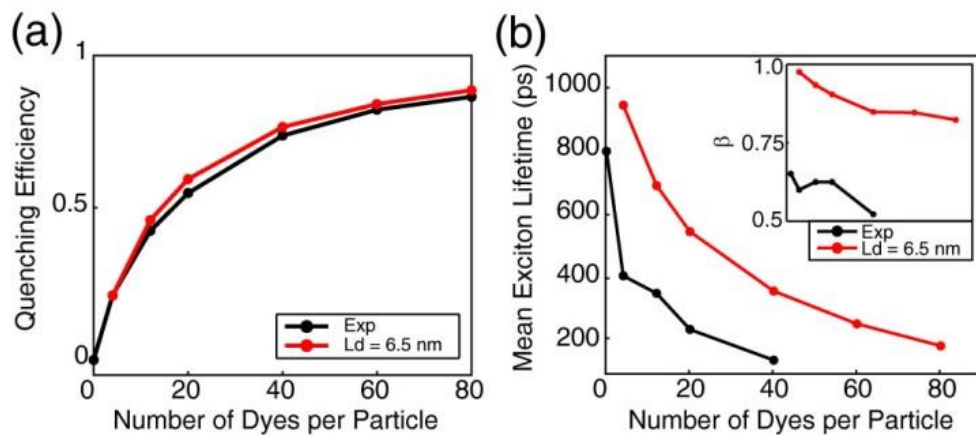 (a)
1
0.5
0
Quenching Efficiency
Exp
Ld = 6.5 nm
0 20 40 60 80
Number of Dyes per Particle
(b)
1000
800
600
400
200
Mean Exciton Lifetime (ps)
1.0
0.75
0.5
β
Exp
Ld = 6.5 nm
0 20 40 60 80
Number of Dyes per Particle